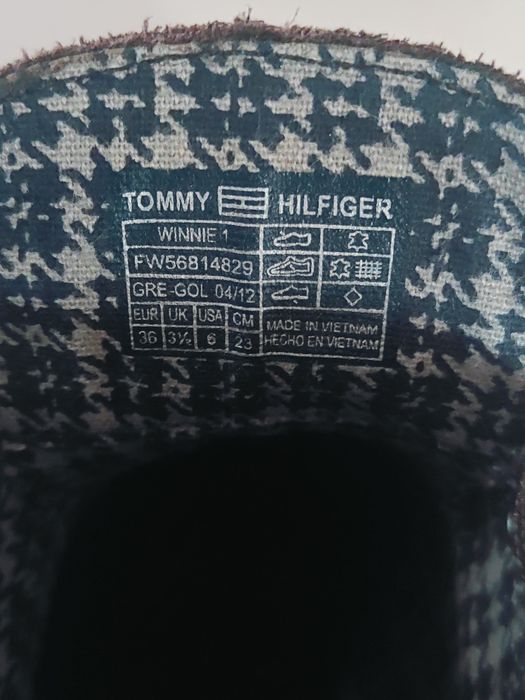 TOMMY HILFIGER
WINNIE 1
FW56814829
GRE-GOL 04/12
EUR UK USA CM
36 3½ 6 23
MADE IN VIETNAM
HECHO EN VIETNAM